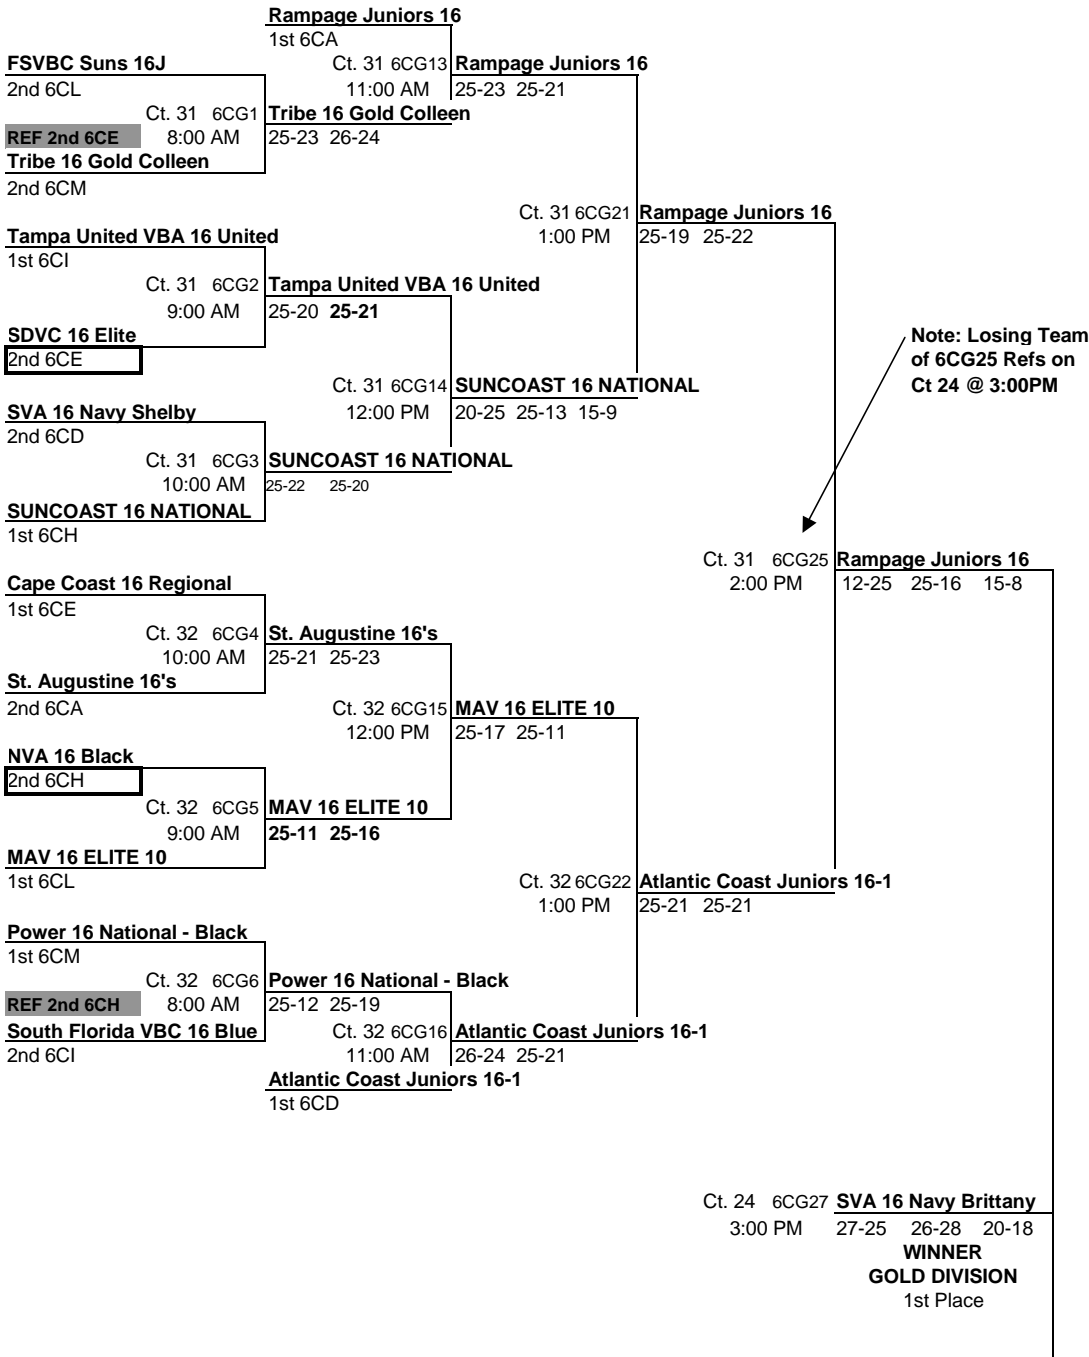 Rampage Juniors 16
1st 6CA
FSVBC Suns 16J
Ct. 31 6CG13 Rampage Juniors 16
2nd 6CL
11:00 AM 25-23 25-21
Ct. 31 6CG1 Tribe 16 Gold Colleen
REF 2nd 6CE 8:00 AM 25-23 26-24
Tribe 16 Gold Colleen
2nd 6CM
Ct. 31 6CG21 Rampage Juniors 16
Tampa United VBA 16 United
1:00 PM 25-19 25-22
1st 6CI
Ct. 31 6CG2 Tampa United VBA 16 United
9:00 AM 25-20 25-21
SDVC 16 Elite
Note: Losing Team
2nd 6CE
of 6CG25 Refs on
Ct. 31 6CG14 SUNCOAST 16 NATIONAL
Ct 24 @ 3:00PM
SVA 16 Navy Shelby
12:00 PM 20-25 25-13 15-9
2nd 6CD
Ct. 31 6CG3 SUNCOAST 16 NATIONAL
10:00 AM 25-22 25-20
SUNCOAST 16 NATIONAL
1st 6CH
Ct. 31 6CG25 Rampage Juniors 16
Cape Coast 16 Regional
2:00 PM 12-25 25-16 15-8
1st 6CE
Ct. 32 6CG4 St. Augustine 16's
10:00 AM 25-21 25-23
St. Augustine 16's
2nd 6CA
Ct. 32 6CG15 MAV 16 ELITE 10
12:00 PM 25-17 25-11
NVA 16 Black
2nd 6CH
Ct. 32 6CG5 MAV 16 ELITE 10
9:00 AM 25-11 25-16
MAV 16 ELITE 10
1st 6CL
Ct. 32 6CG22 Atlantic Coast Juniors 16-1
1:00 PM 25-21 25-21
Power 16 National - Black
1st 6CM
Ct. 32 6CG6 Power 16 National - Black
REF 2nd 6CH 8:00 AM 25-12 25-19
South Florida VBC 16 Blue
Ct. 32 6CG16 Atlantic Coast Juniors 16-1
2nd 6CI
11:00 AM 26-24 25-21
Atlantic Coast Juniors 16-1
1st 6CD
Ct. 24 6CG27 SVA 16 Navy Brittany
3:00 PM 27-25 26-28 20-18
WINNER
GOLD DIVISION
1st Place